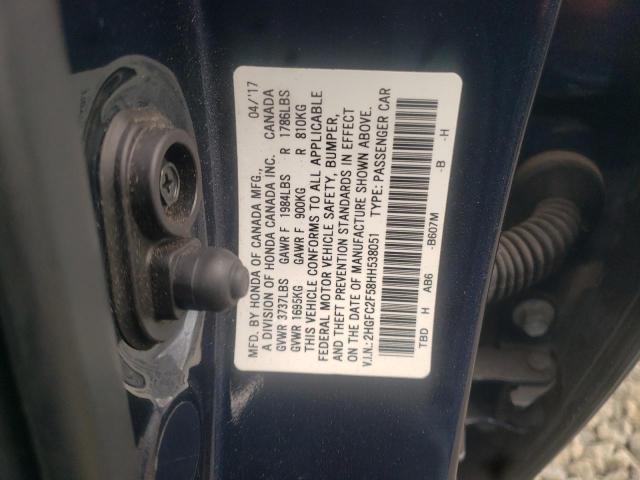 MFD. BY HONDA OF CANADA MFG., 04/'17
A DIVISION OF HONDA CANADA INC. CANADA
GVWR 3737LBS GAWR F 1984LBS R 1786LBS
GVWR 1695KG GAWR F 900KG R 810KG
THIS VEHICLE CONFORMS TO ALL APPLICABLE
FEDERAL MOTOR VEHICLE SAFETY, BUMPER,
AND THEFT PREVENTION STANDARDS IN EFFECT
ON THE DATE OF MANUFACTURE SHOWN ABOVE.
V.I.N.: 2HGFC2F58HH538051 TYPE: PASSENGER CAR
TBD H AB6 -B607M -B -H